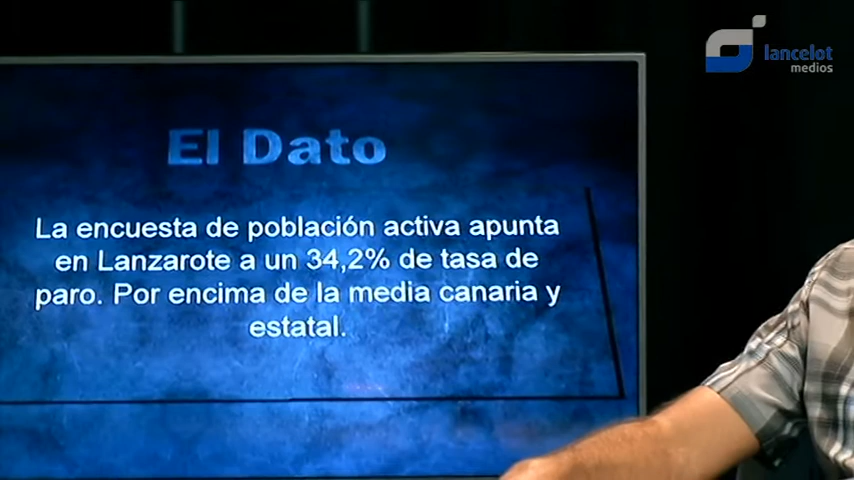 lancelot
medios
El Dato
La encuesta de población activa apunta
en Lanzarote a un 34,2% de tasa de
paro. Por encima de la media canaria y
estatal.